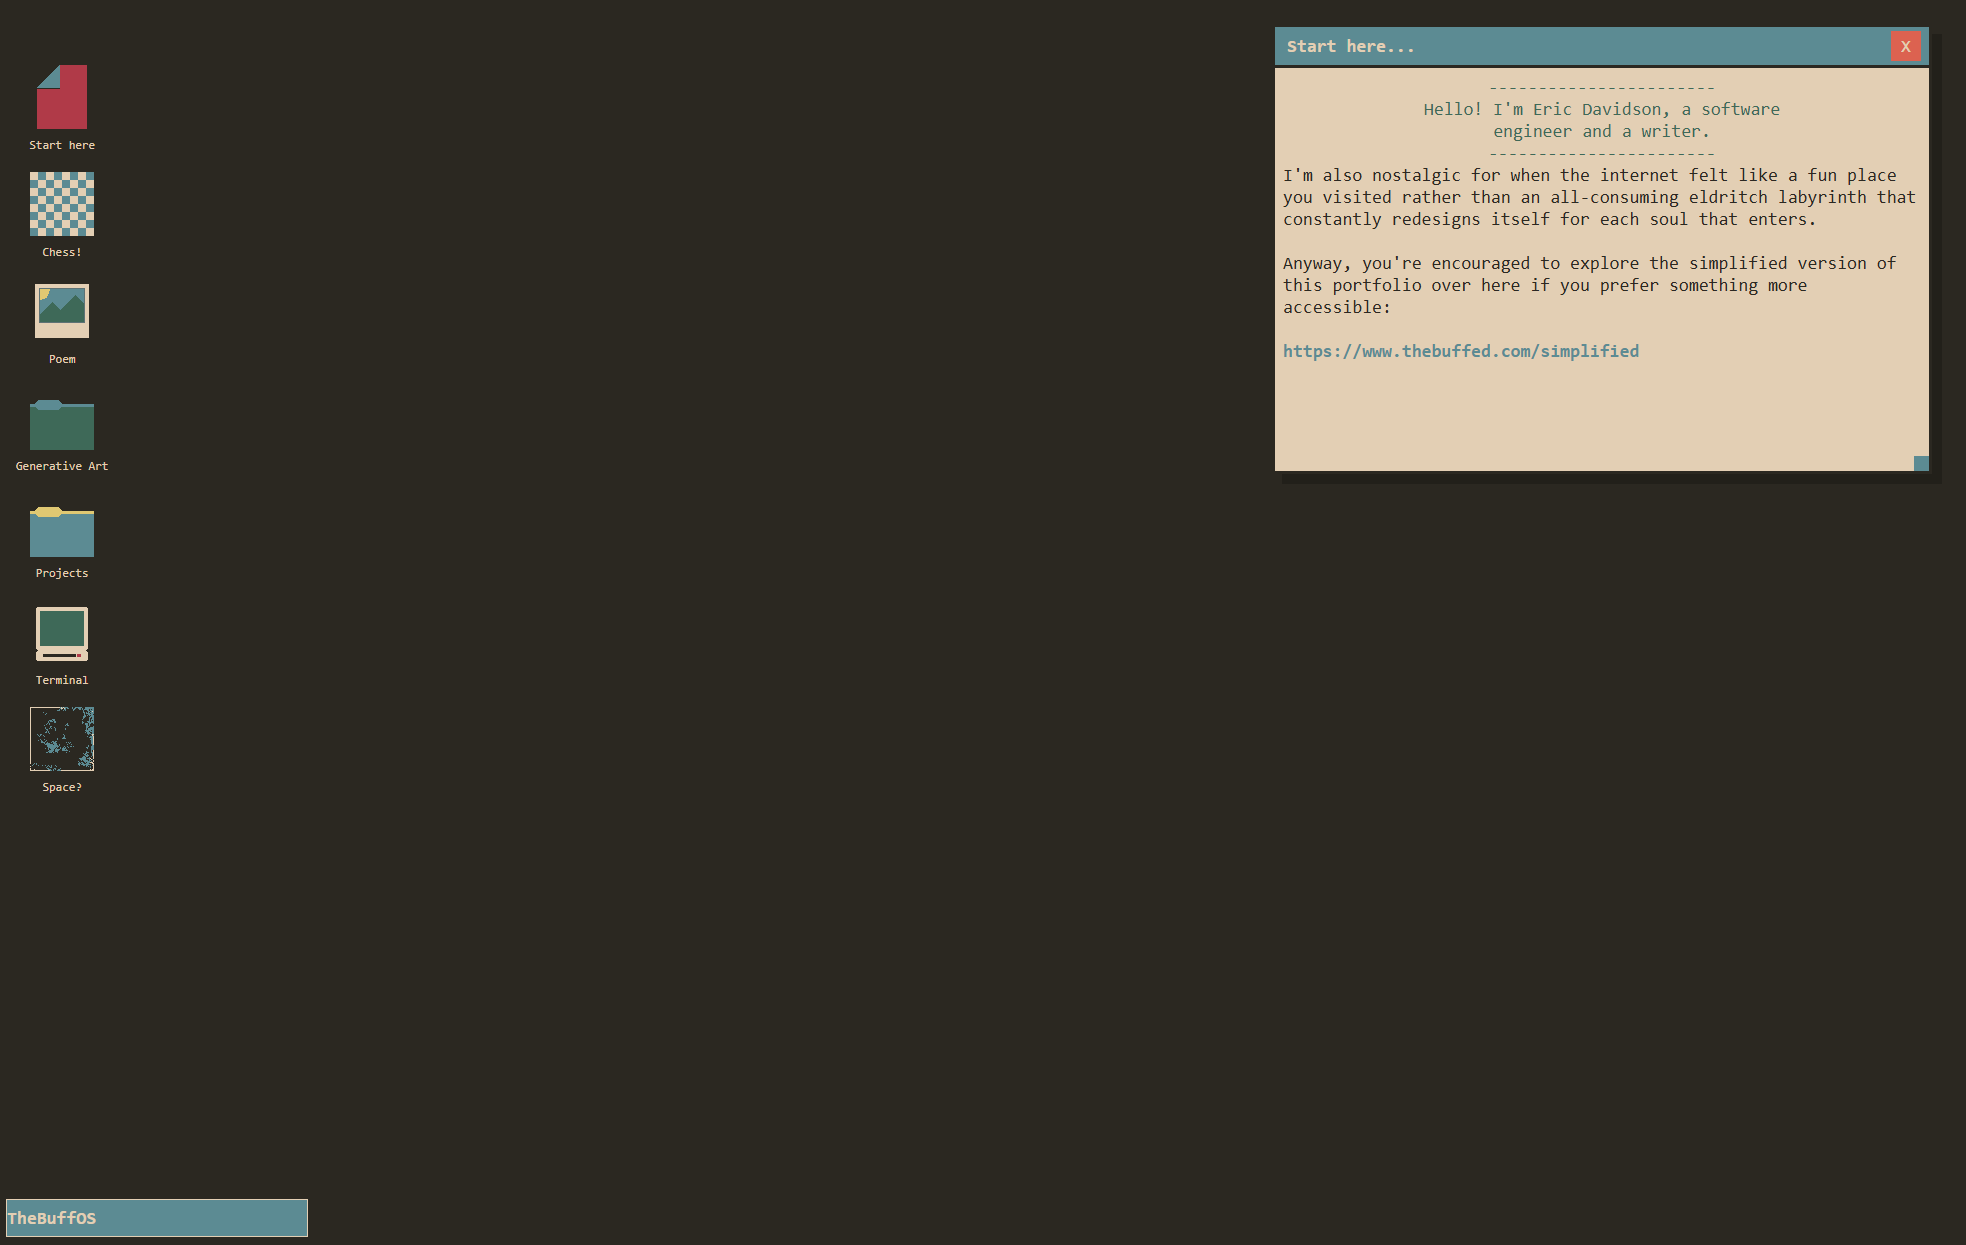 Start here
Chess!
Poem
Generative Art
Projects
Terminal
Space?
Start here...
X
-----------------------
Hello! I'm Eric Davidson, a software
engineer and a writer.
-----------------------
I'm also nostalgic for when the internet felt like a fun place
you visited rather than an all-consuming eldritch labyrinth that
constantly redesigns itself for each soul that enters.
Anyway, you're encouraged to explore the simplified version of
this portfolio over here if you prefer something more
accessible:
https://www.thebuffed.com/simplified
TheBuffOS